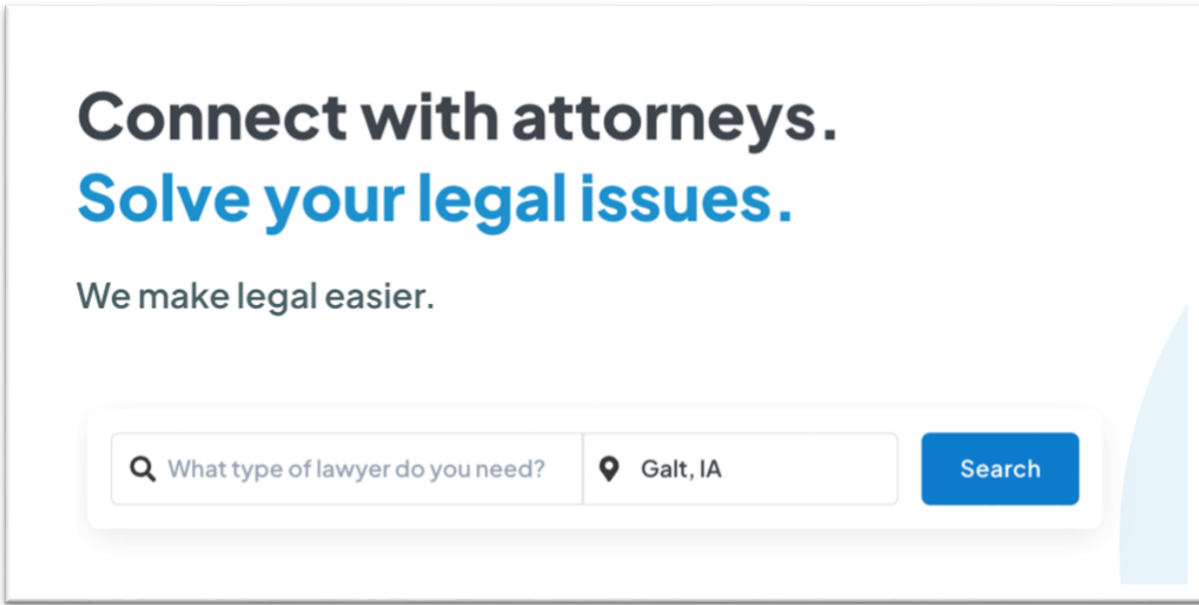 Connect with attorneys.
Solve your legal issues.
We make legal easier.
What type of lawyer do you need? Galt, IA Search